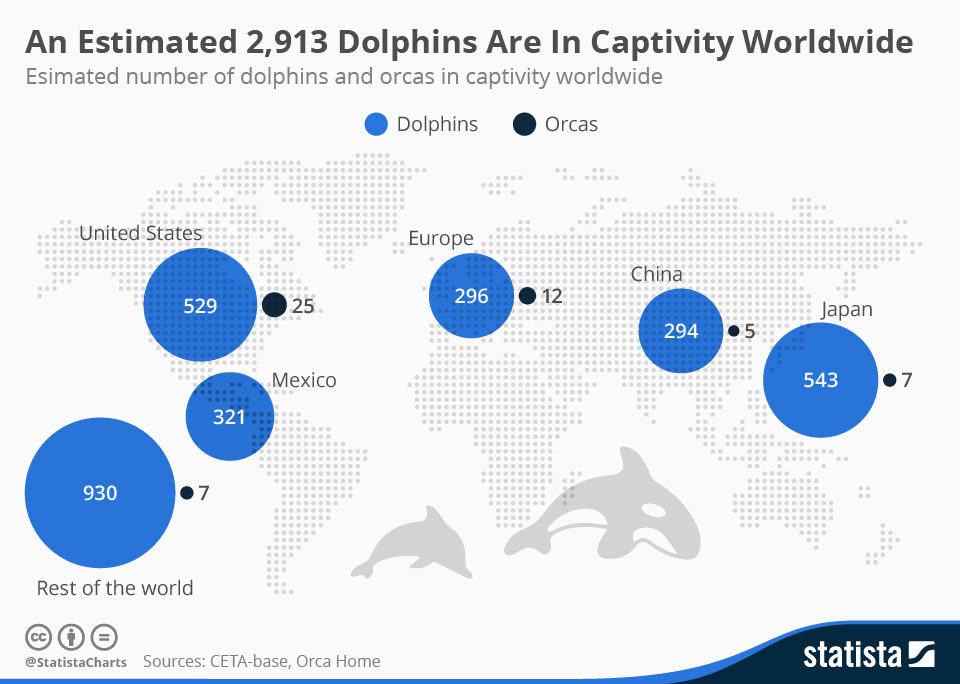 An Estimated 2,913 Dolphins Are In Captivity Worldwide
Esimated number of dolphins and orcas in captivity worldwide
Dolphins Orcas
United States
529 25
Europe
296 12
China
294 5
Japan
543 7
Mexico
321
930 7
Rest of the world
cc
@StatistaCharts Sources: CETA-base, Orca Home
statista